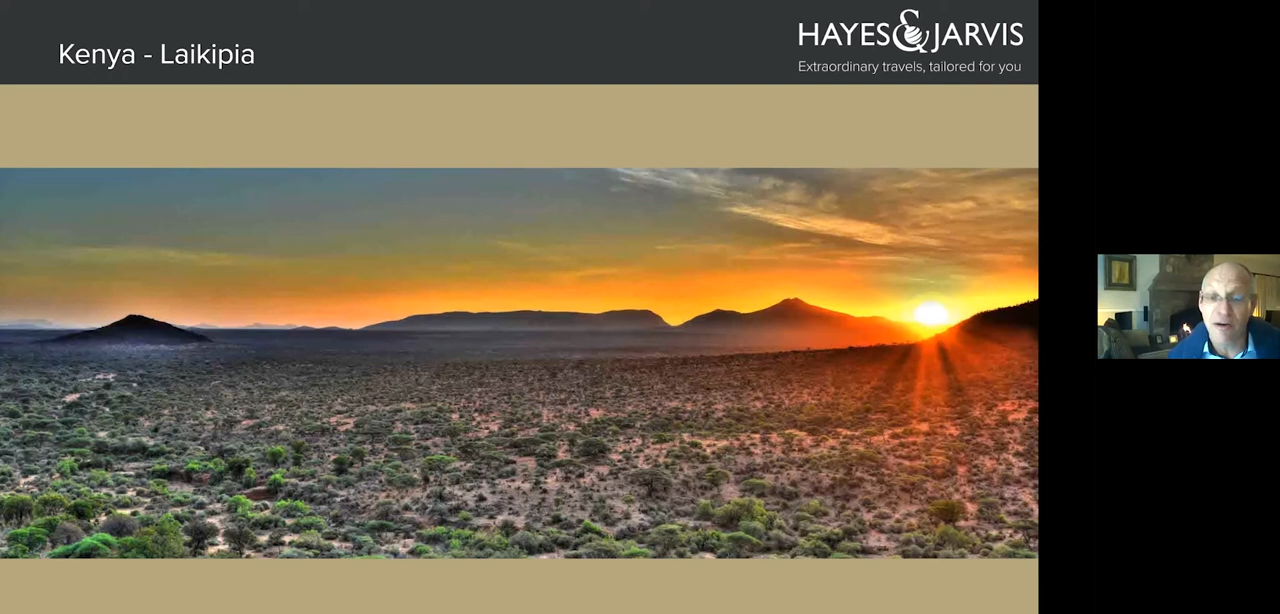 Kenya - Laikipia
HAYES & JARVIS
Extraordinary travels, tailored for you